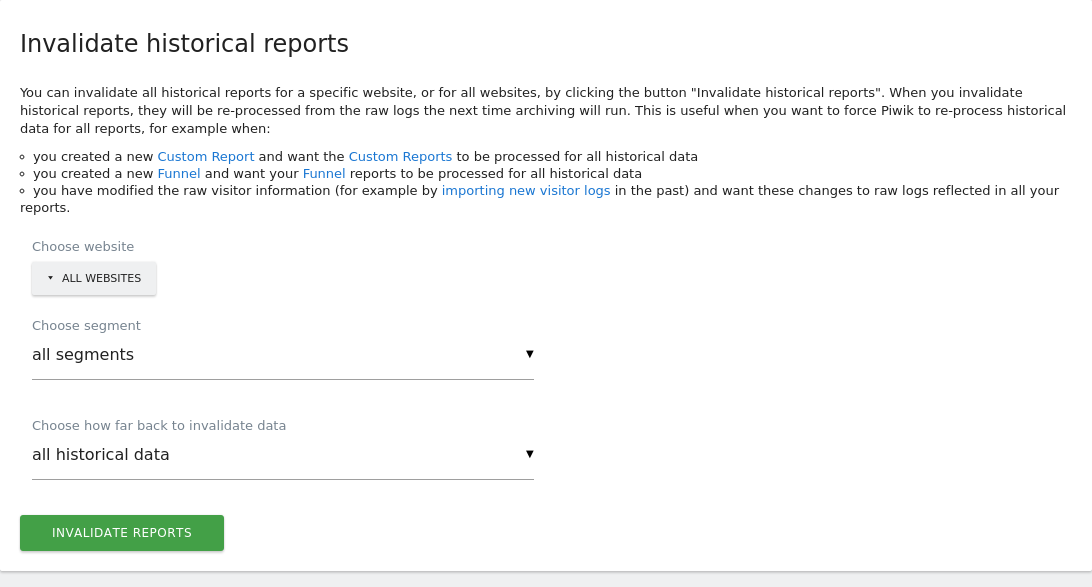 Invalidate historical reports
You can invalidate all historical reports for a specific website, or for all websites, by clicking the button "Invalidate historical reports". When you invalidate
historical reports, they will be re-processed from the raw logs the next time archiving will run. This is useful when you want to force Piwik to re-process historical
data for all reports, for example when:
you created a new Custom Report and want the Custom Reports to be processed for all historical data
you created a new Funnel and want your Funnel reports to be processed for all historical data
you have modified the raw visitor information (for example by importing new visitor logs in the past) and want these changes to raw logs reflected in all your
reports.
Choose website
ALL WEBSITES
Choose segment
all segments
Choose how far back to invalidate data
all historical data
INVALIDATE REPORTS